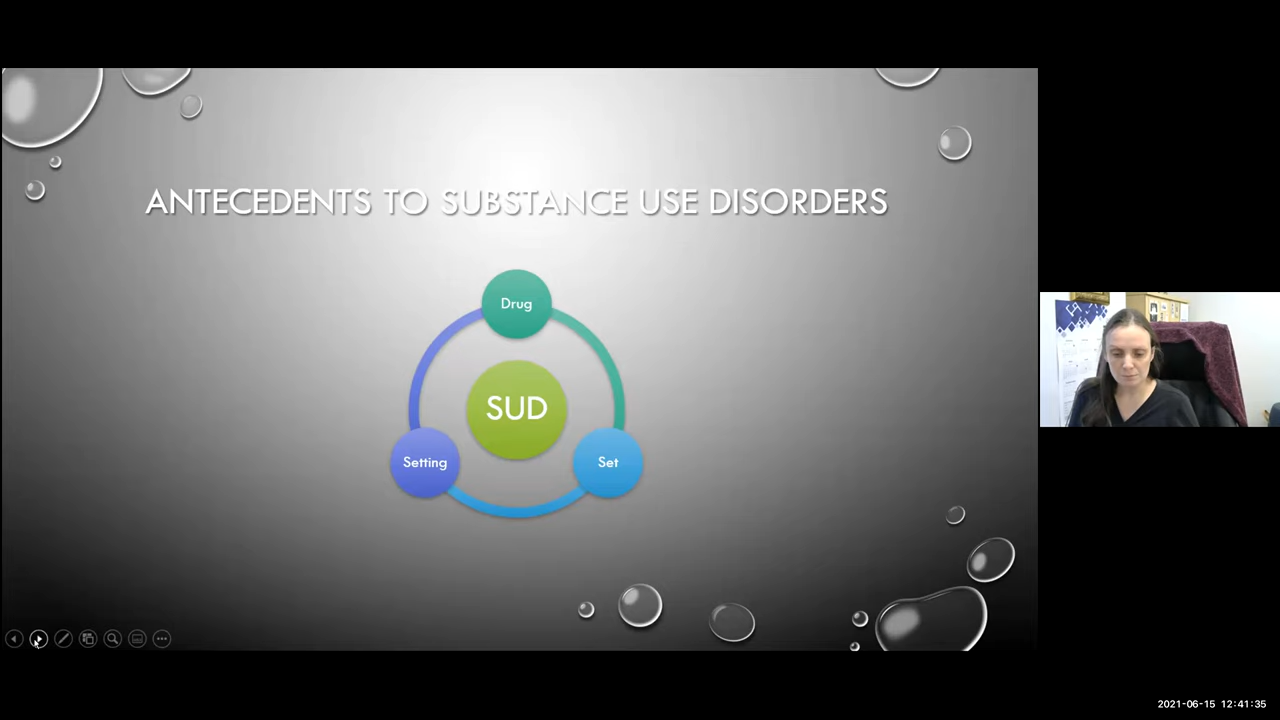 ANTECEDENTS TO SUBSTANCE USE DISORDERS
Drug
SUD
Setting
Set
2021-06-15 12:41:35